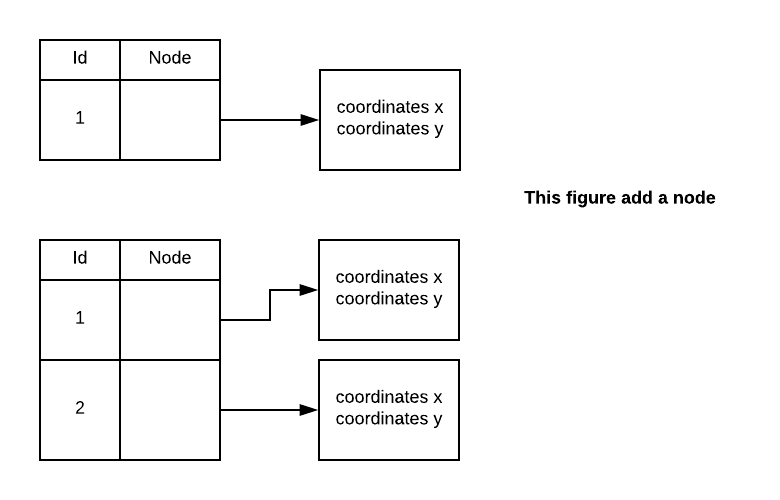 Id Node
1
coordinates x
coordinates y
This figure add a node
Id Node
1
coordinates x
coordinates y
2
coordinates x
coordinates y